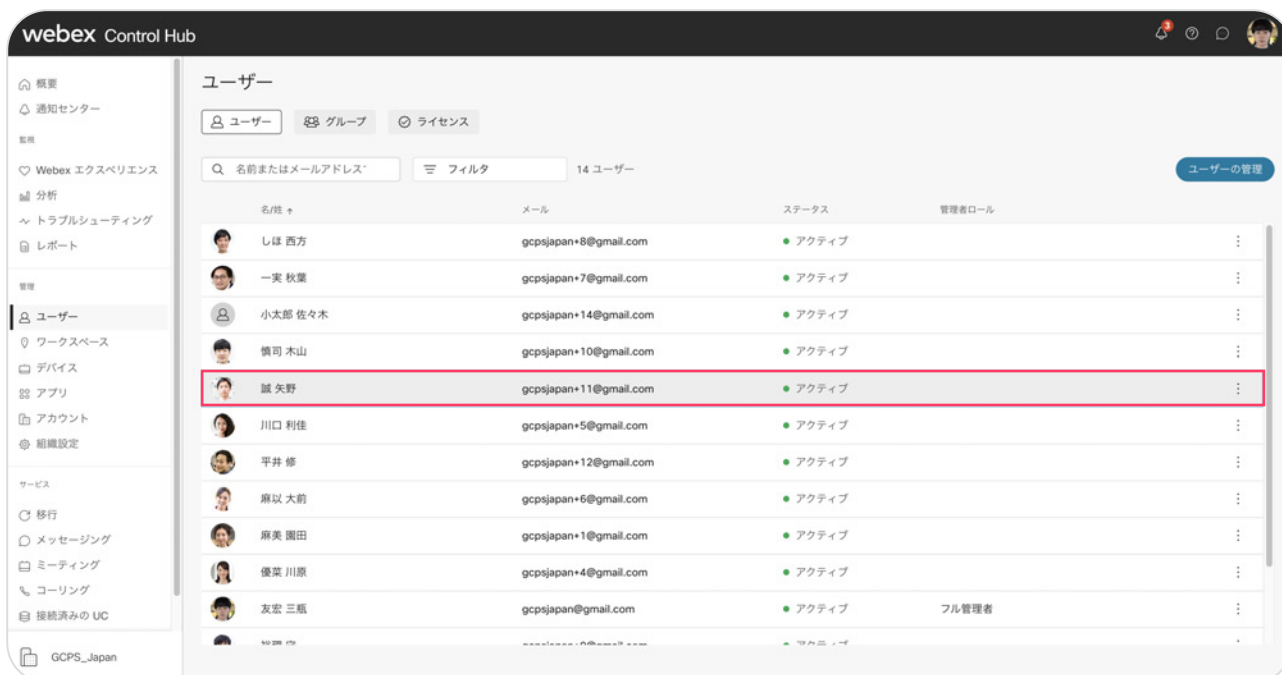 webex Control Hub
3
概要
通知センター
監視
Webex エクスペリエンス
分析
トラブルシューティング
レポート
管理
ユーザー
ワークスペース
デバイス
アプリ
アカウント
組織設定
サービス
移行
メッセージング
ミーティング
コーリング
接続済みの UC
GCPS_Japan
ユーザー
ユーザー グループ ライセンス
名前またはメールアドレス フィルタ 14 ユーザー ユーザーの管理
名/姓 ↑ メール ステータス 管理者ロール
しほ 西方 gcpsjapan+8@gmail.com アクティブ
一実 秋葉 gcpsjapan+7@gmail.com アクティブ
小太郎 佐々木 gcpsjapan+14@gmail.com アクティブ
慎司 木山 gcpsjapan+10@gmail.com アクティブ
誠 矢野 gcpsjapan+11@gmail.com アクティブ
川口 利佳 gcpsjapan+5@gmail.com アクティブ
平井 修 gcpsjapan+12@gmail.com アクティブ
麻以 大前 gcpsjapan+6@gmail.com アクティブ
麻美 園田 gcpsjapan+1@gmail.com アクティブ
優菜 川原 gcpsjapan+4@gmail.com アクティブ
友宏 三瓶 gcpsjapan@gmail.com アクティブ フル管理者